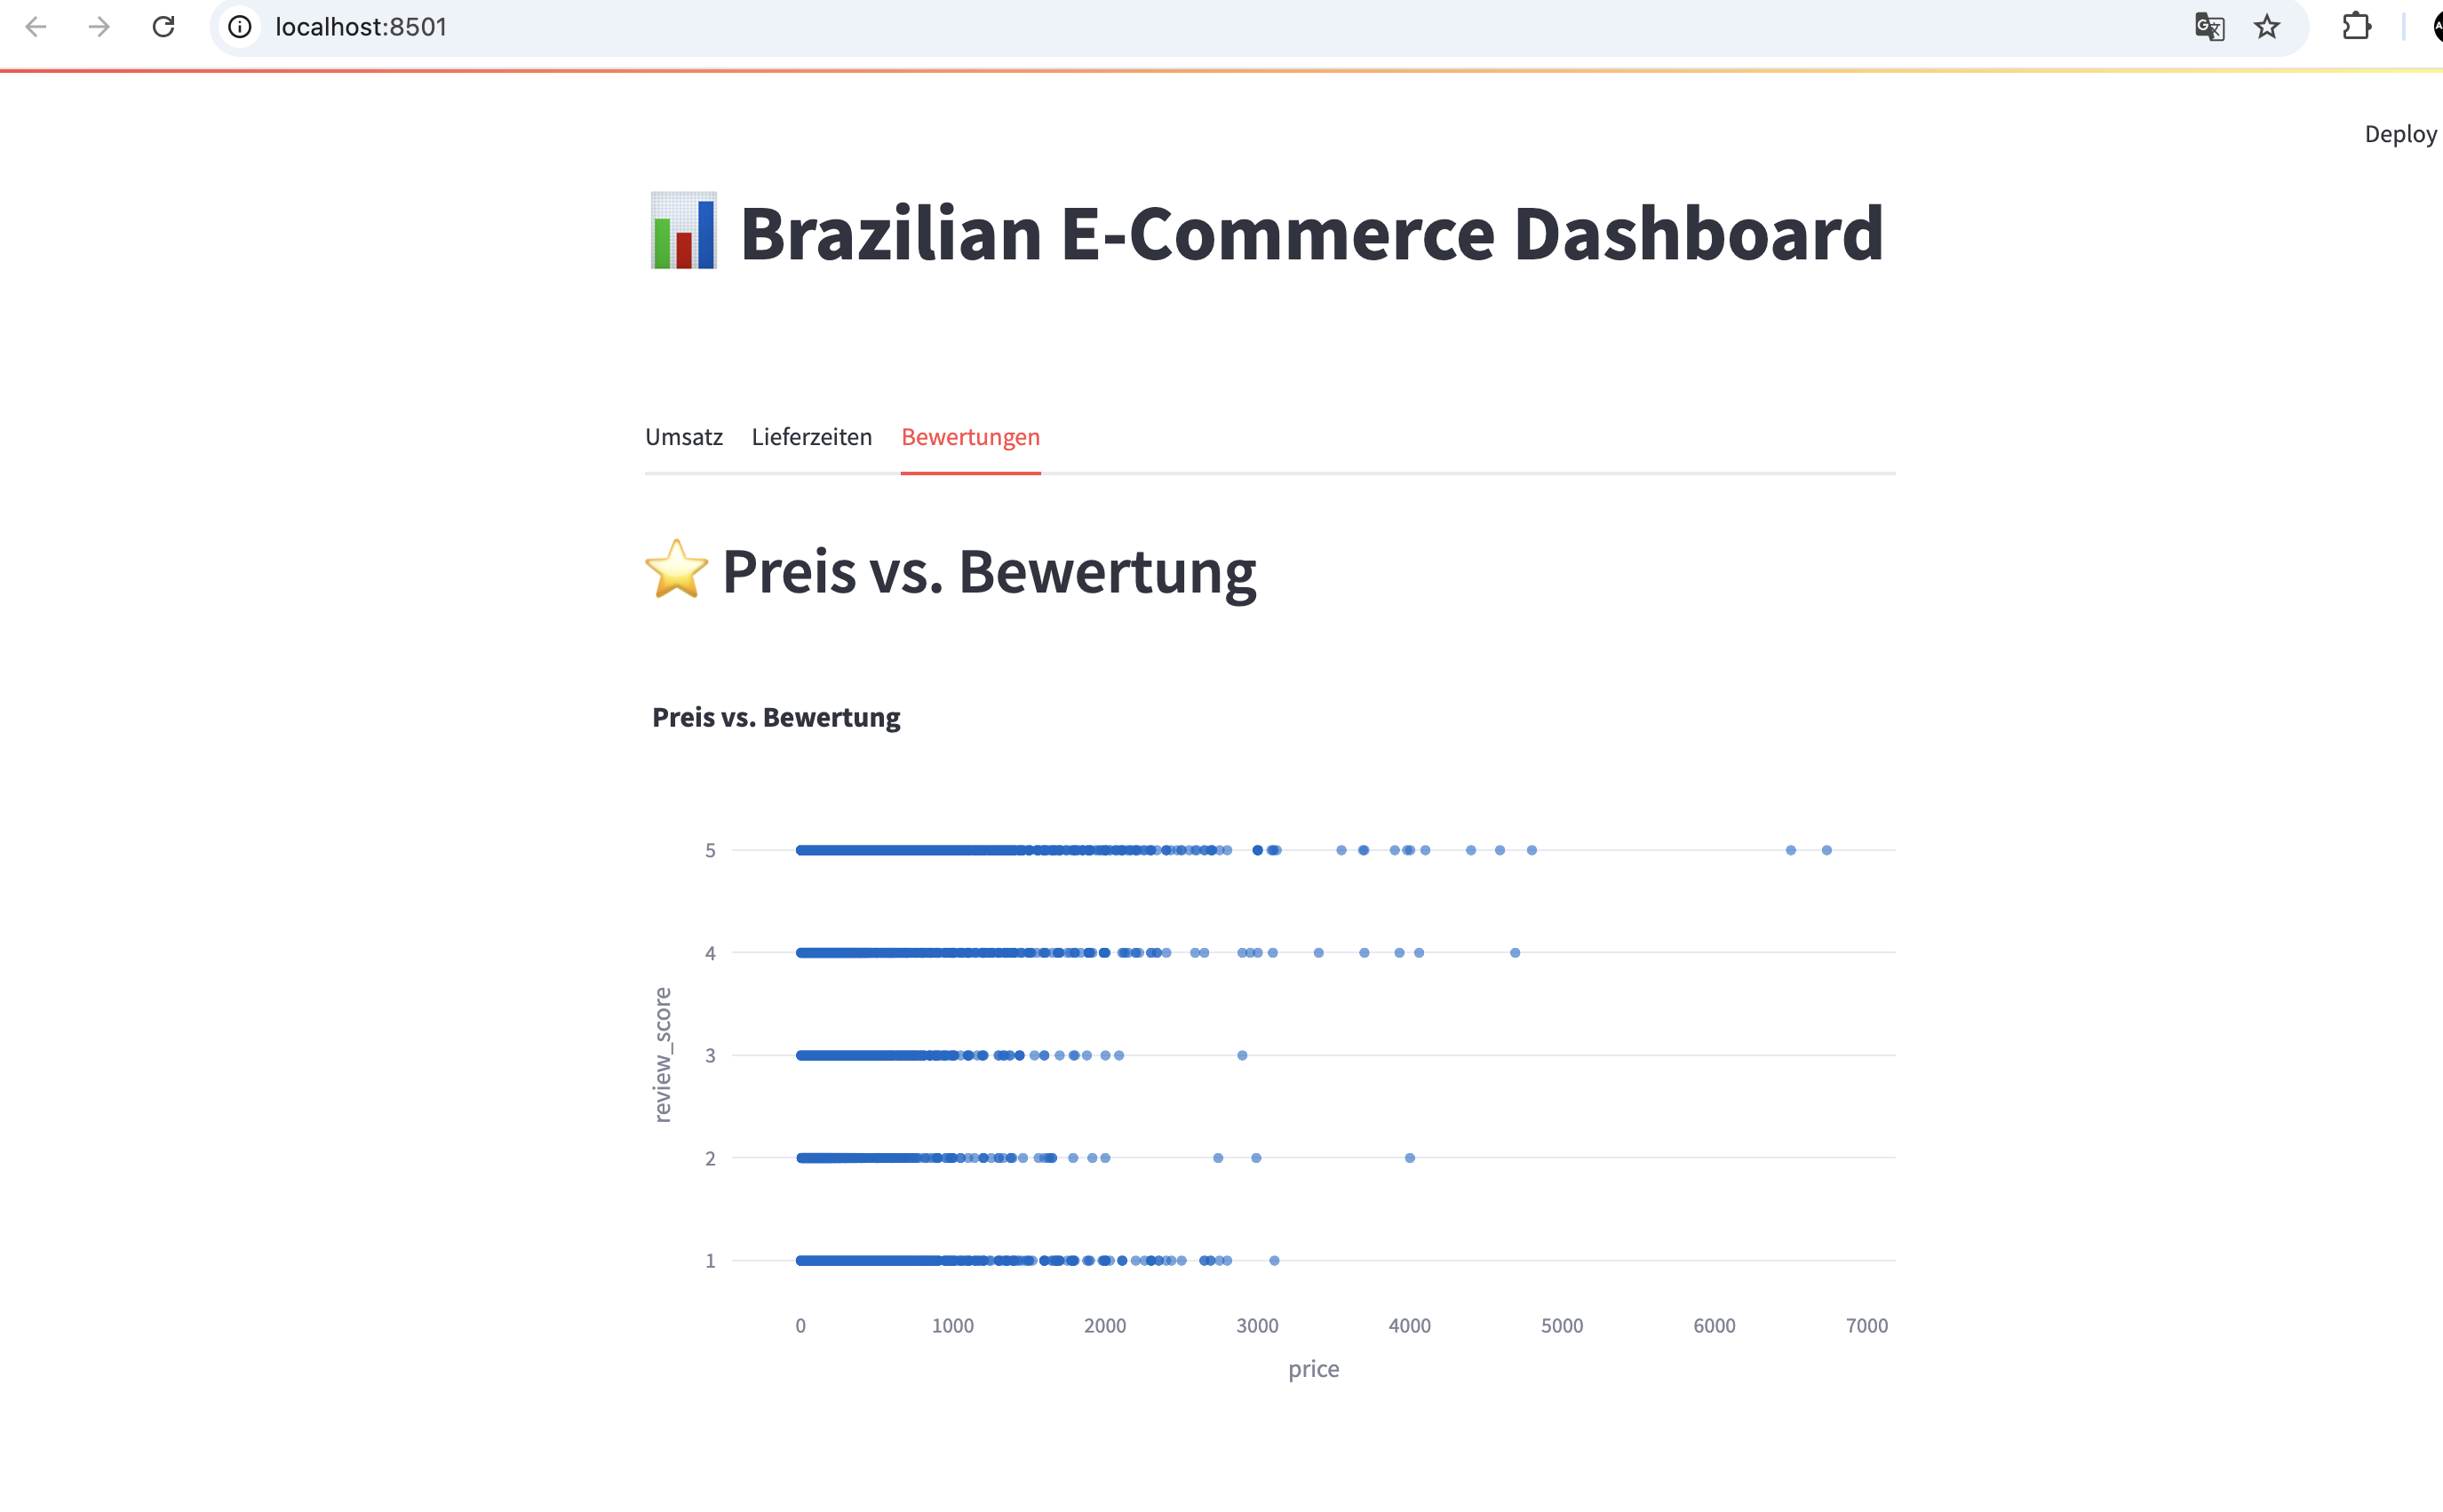 localhost:8501
Deploy
Brazilian E-Commerce Dashboard
Umsatz Lieferzeiten Bewertungen
Preis vs. Bewertung
Preis vs. Bewertung
5
4
review_score
3
2
1
0 1000 2000 3000 4000 5000 6000 7000
price